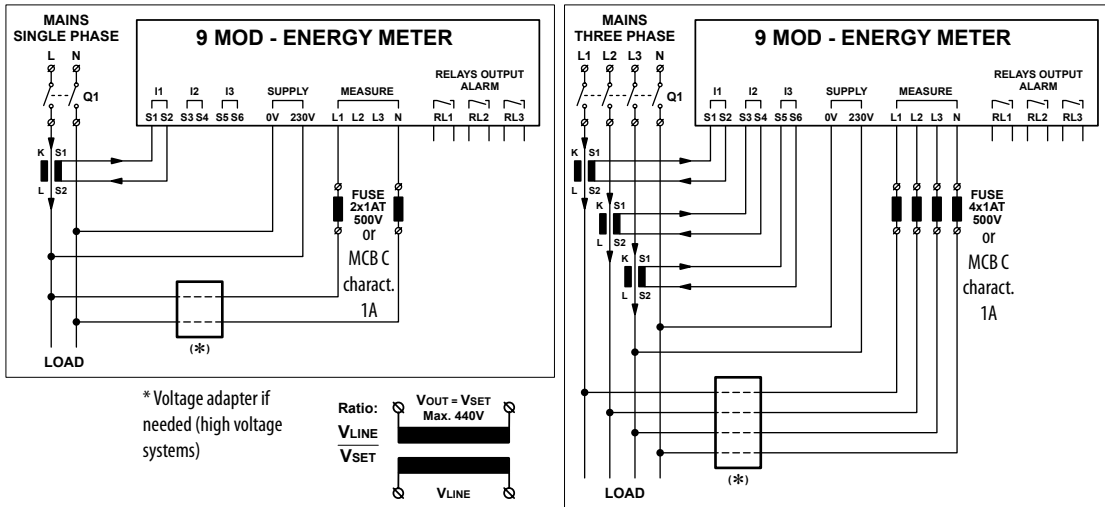 MAINS
SINGLE PHASE
L N
Q1
9 MOD - ENERGY METER
RELAYS OUTPUT
ALARM
I1 I2 I3 SUPPLY MEASURE
S1 S2 S3 S4 S5 S6 0V 230V L1 L2 L3 N RL1 RL2 RL3
K S1
L S2
FUSE
2x1AT
500V
or
MCB C
charact.
1A
(*)
LOAD
* Voltage adapter if
needed (high voltage
systems)
Ratio:
VLINE
VSET
VOUT = VSET
Max. 440V
VLINE
MAINS
THREE PHASE
L1 L2 L3 N
Q1
9 MOD - ENERGY METER
RELAYS OUTPUT
ALARM
I1 I2 I3 SUPPLY MEASURE
S1 S2 S3 S4 S5 S6 0V 230V L1 L2 L3 N RL1 RL2 RL3
K S1
L S2
K S1
L S2
K S1
L S2
FUSE
4x1AT
500V
or
MCB C
charact.
1A
(*)
LOAD